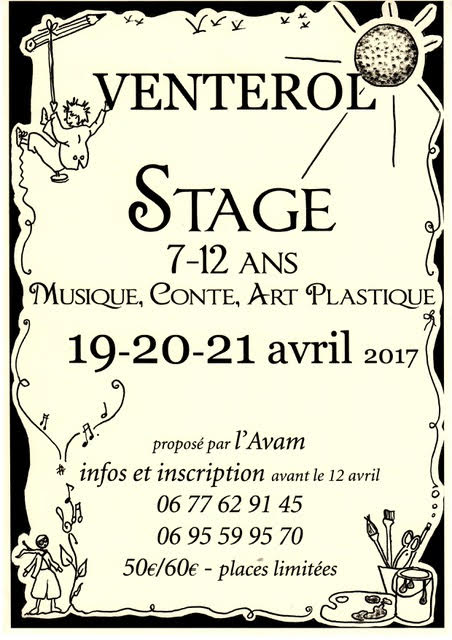 VENTEROL
STAGE
7-12 ANS
MUSIQUE, CONTE, ART PLASTIQUE
19-20-21 avril 2017
proposé par l'Avam
infos et inscription avant le 12 avril
06 77 62 91 45
06 95 59 95 70
50€/60€ - places limitées